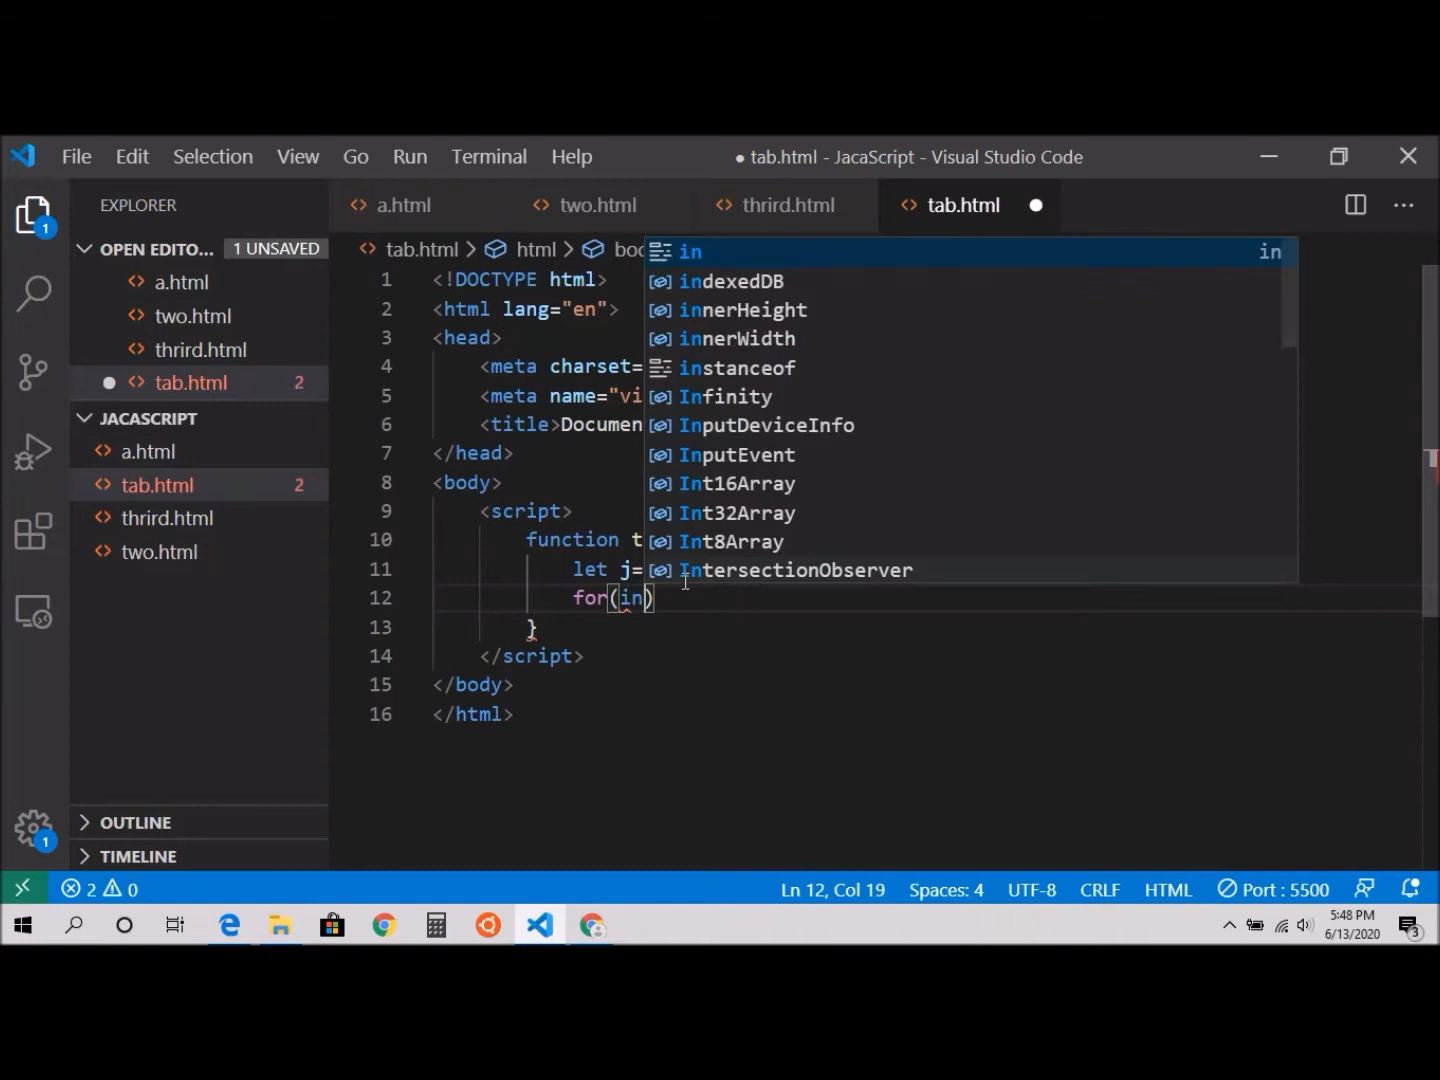 File Edit Selection View Go Run Terminal Help ● tab.html - JacaScript - Visual Studio Code
EXPLORER
a.html two.html thrird.html tab.html
OPEN EDITO... 1 UNSAVED
a.html
two.html
thrird.html
tab.html 2
JACASCRIPT
a.html
tab.html 2
thrird.html
two.html
OUTLINE
TIMELINE
1
1
tab.html > html > boc
1 <!DOCTYPE html>
2 <html lang="en">
3 <head>
4 <meta charset=
5 <meta name="vi
6 <title>Documen
7 </head>
8 <body>
9 <script>
10 function t
11 let j=
12 for(in)
13 }
14 </script>
15 </body>
16 </html>
in in
indexedDB
innerHeight
innerWidth
instanceof
Infinity
InputDeviceInfo
InputEvent
Int16Array
Int32Array
Int8Array
IntersectionObserver
2 0 Ln 12, Col 19 Spaces: 4 UTF-8 CRLF HTML Port : 5500
5:48 PM
6/13/2020
3